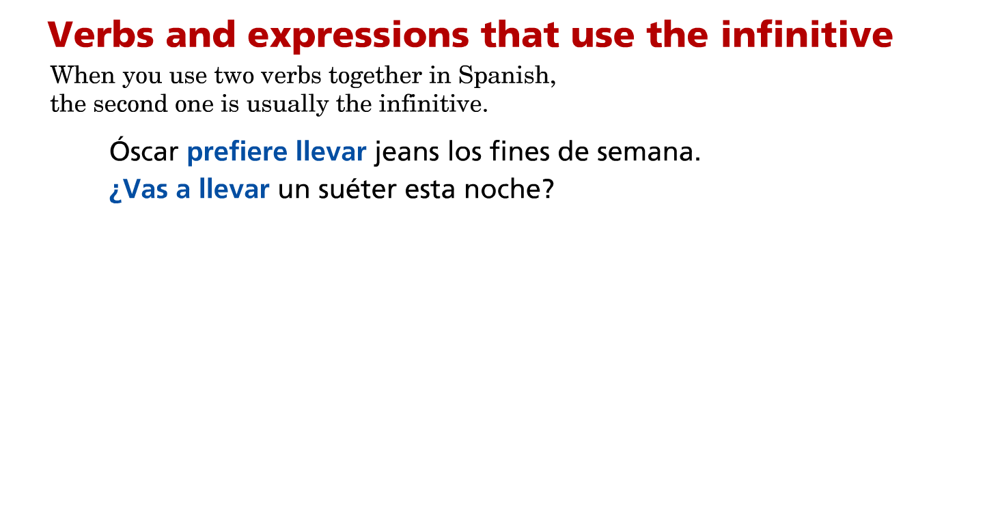 Verbs and expressions that use the infinitive
When you use two verbs together in Spanish,
the second one is usually the infinitive.
Óscar prefiere llevar jeans los fines de semana.
¿Vas a llevar un suéter esta noche?